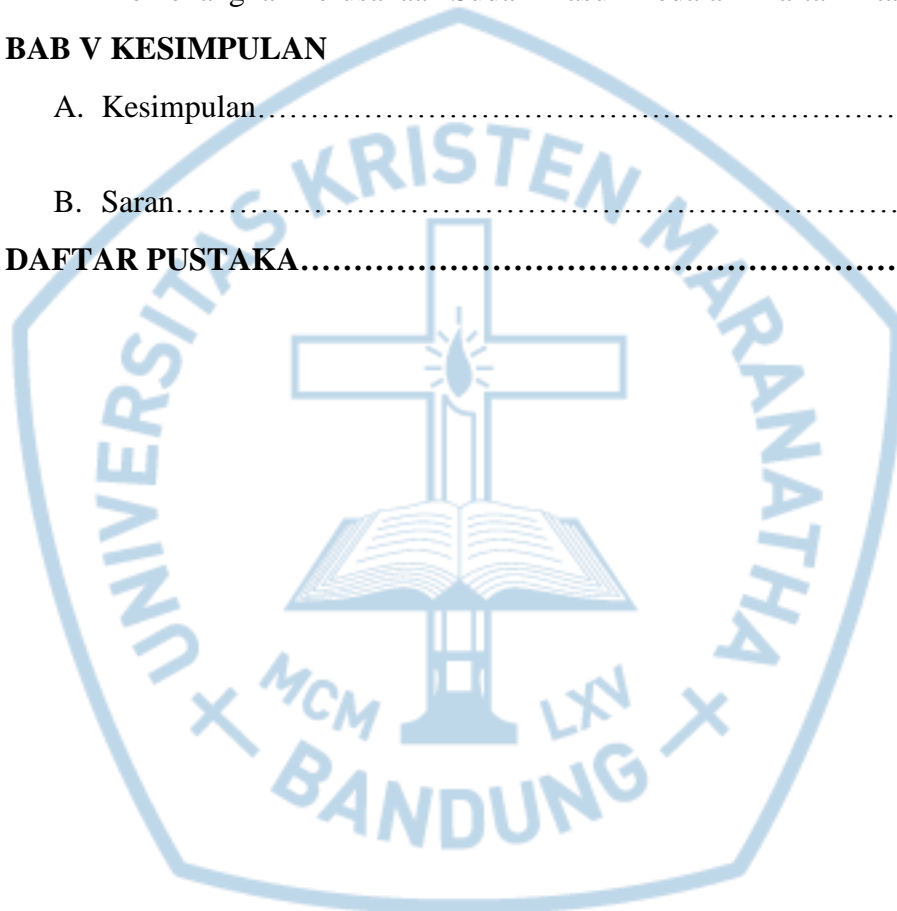 BAB V KESIMPULAN
A. Kesimpulan……………………………………………………
B. Saran……………………………………………………………
DAFTAR PUSTAKA……………………………………………………
UNIVERSITAS KRISTEN MARANATHA
MCM LXV
+ BANDUNG +